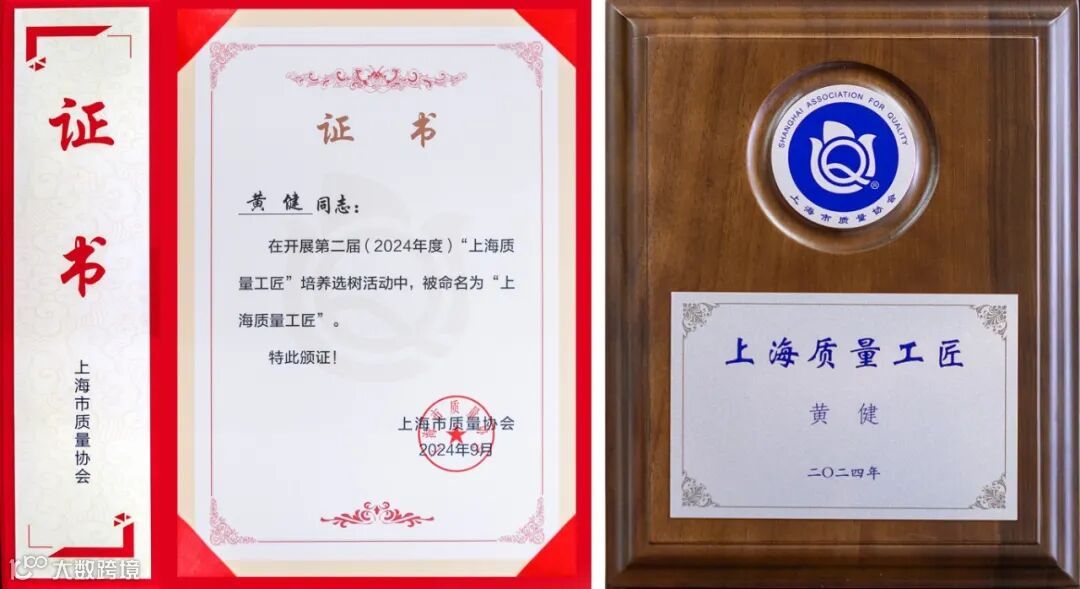 证书
上海市质量协会
证 书
黄 健 同志：
在开展第二届（2024年度）“上海质
量工匠”培养选树活动中，被命名为“上
海质量工匠”。
特此颁证！
上海市质量协会
2024年9月
SHANGHAI ASSOCIATION FOR QUALITY
®
上海市质量协会
上海质量工匠
黄 健
二〇二四年
大数跨境